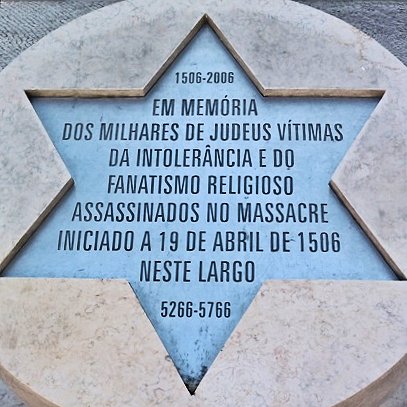 1506-2006
EM MEMÓRIA
DOS MILHARES DE JUDEUS VÍTIMAS
DA INTOLERÂNCIA E DO
FANATISMO RELIGIOSO
ASSASSINADOS NO MASSACRE
INICIADO A 19 DE ABRIL DE 1506
NESTE LARGO
5266-5766